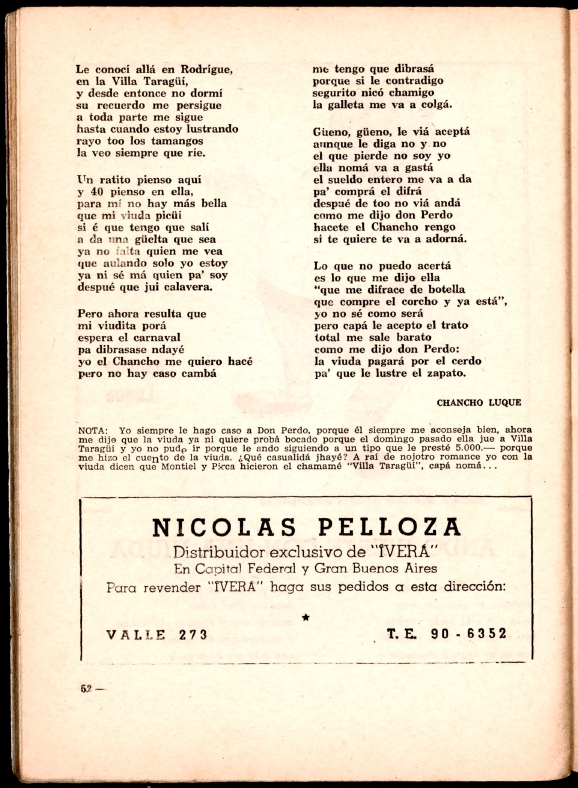 Le conocí allá en Rodrígue,
en la Villa Taragüí,
y desde entonce no dormí
su recuerdo me persigue
a toda parte me sigue
hasta cuando estoy lustrando
rayo too los tamangos
la veo siempre que ríe.
Un ratito pienso aquí
y 40 pienso en ella,
para mí no hay más bella
que mi viuda picüí
si é que tengo que salí
a da una güelta que sea
ya no falta quien me vea
que aulando solo yo estoy
ya ni sé má quien pa' soy
despué que jui calavera.
Pero ahora resulta que
mi viudita porá
espera el carnaval
pa dibrasase ndayé
yo el Chancho me quiero hacé
pero no hay caso cambá
me tengo que dibrasá
porque si le contradigo
segurito nicó chamigo
la galleta me va a colgá.
Güeno, güeno, le viá aceptá
aunque le diga no y no
el que pierde no soy yo
ella nomá va a gastá
el sueldo entero me va a da
pa' comprá el difrá
despué de too no viá andá
como me dijo don Perdo
hacete el Chancho rengo
si te quiere te va a adorná.
Lo que no puedo acertá
es lo que me dijo ella
"que me difrace de botella
que compre el corcho y ya está",
yo no sé como será
pero capá le acepto el trato
total me sale barato
como me dijo don Perdo:
la viuda pagará por el cerdo
pa' que le lustre el zapato.
CHANCHO LUQUE
NOTA: Yo siempre le hago caso a Don Perdo, porque él siempre me aconseja bien, ahora
me dijo que la viuda ya ni quiere probá bocado porque el domingo pasado ella jue a Villa
Taragüí y yo no pude ir porque le ando siguiendo a un tipo que le presté 5.000.— porque
me hizo el cuento de la viuda. ¿Qué casualidá jhayé? A raí de nojotro romance yo con la
viuda dicen que Montiel y Pirca hicieron el chamamé "Villa Taragüí", capá nomá...
NICOLAS PELLOZA
Distribuidor exclusivo de "IVERÁ"
En Capital Federal y Gran Buenos Aires
Para revender "IVERÁ" haga sus pedidos a esta dirección:
VALLE 273 T. E. 90 - 6352
52 —